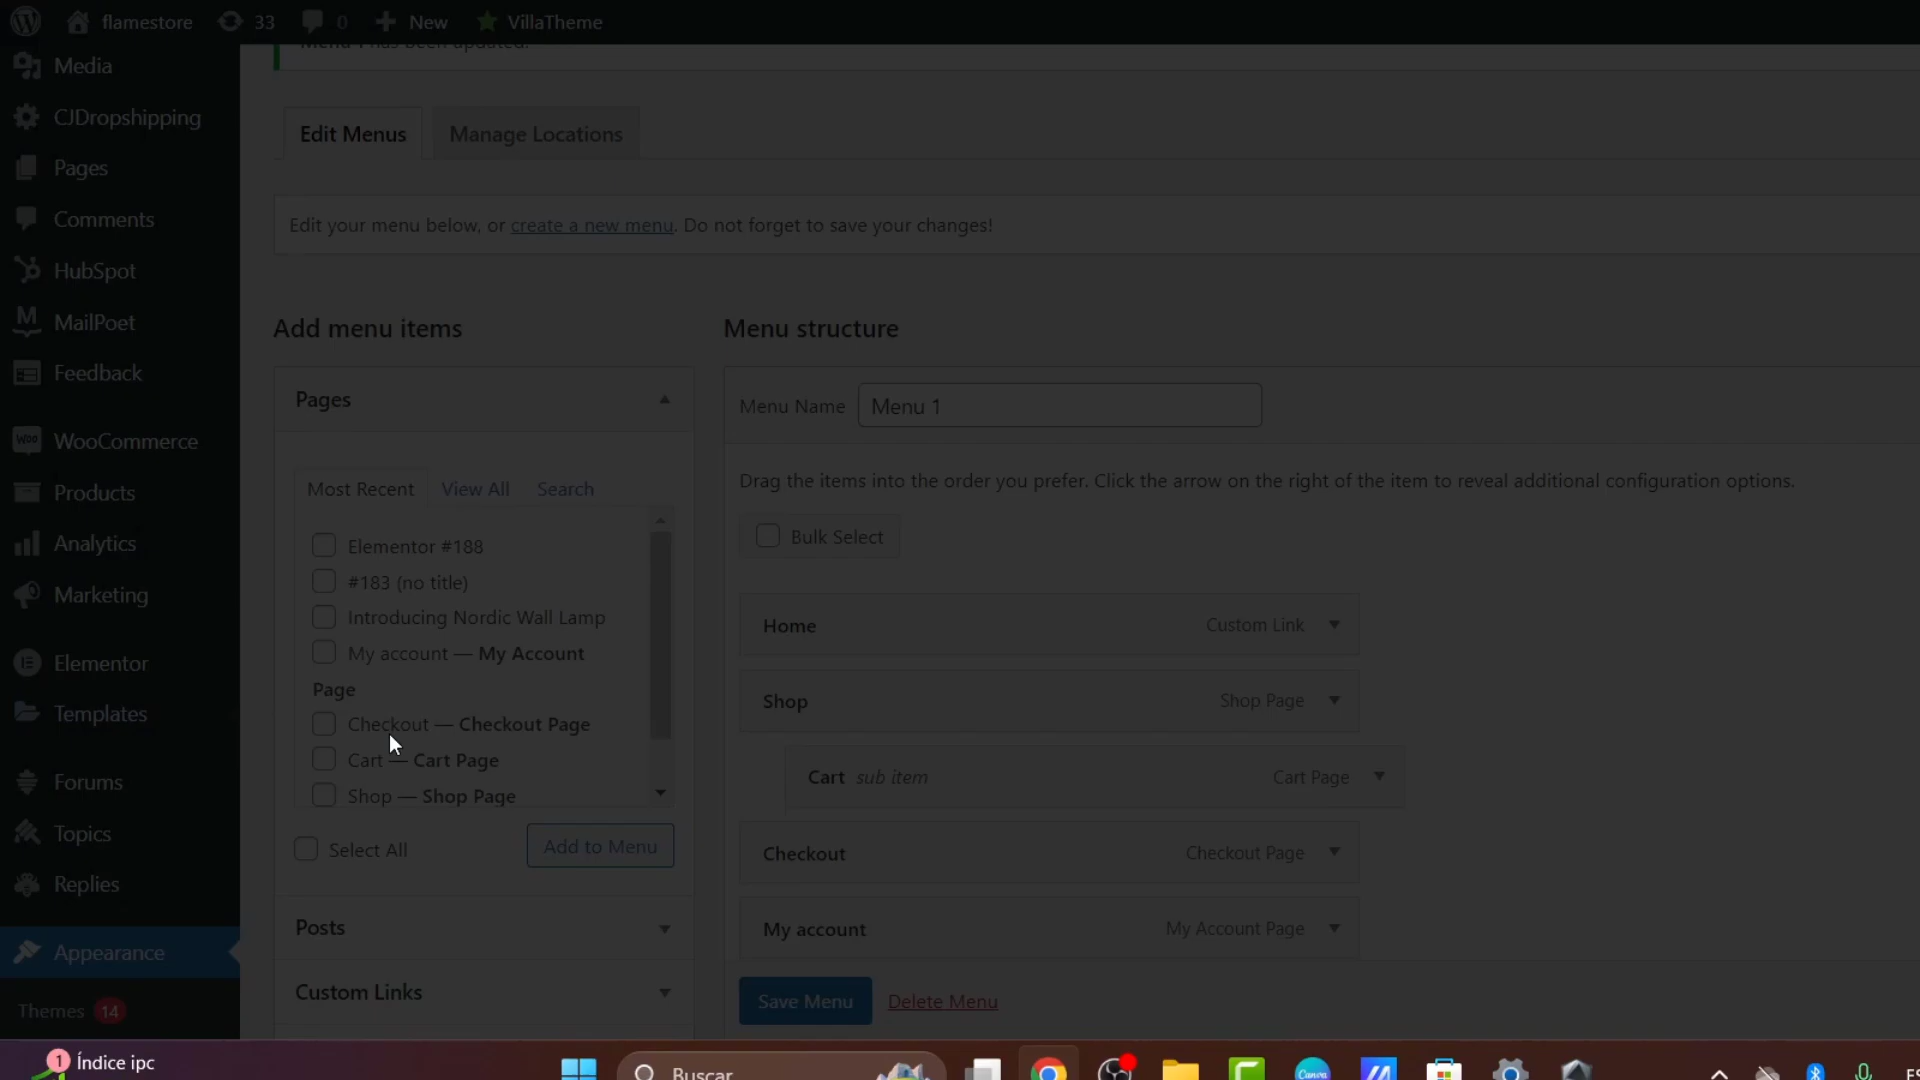 flamestore 33 0 New VillaTheme
Menu 1 has been updated.
Media
CJDropshipping
Pages
Comments
HubSpot
MailPoet
Feedback
WooCommerce
Products
Analytics
Marketing
Elementor
Templates
Forums
Topics
Replies
Appearance
Themes 14
Edit Menus
Manage Locations
Edit your menu below, or create a new menu. Do not forget to save your changes!
Add menu items
Pages
Most Recent View All Search
Elementor #188
#183 (no title)
Introducing Nordic Wall Lamp
My account — My Account
Page
Checkout — Checkout Page
Cart — Cart Page
Shop — Shop Page
Select All
Add to Menu
Posts
Custom Links
Menu structure
Menu Name Menu 1
Drag the items into the order you prefer. Click the arrow on the right of the item to reveal additional configuration options.
Bulk Select
Home Custom Link
Shop Shop Page
Cart sub item Cart Page
Checkout Checkout Page
My account My Account Page
Save Menu Delete Menu
1 Índice ipc
Buscar
Canva